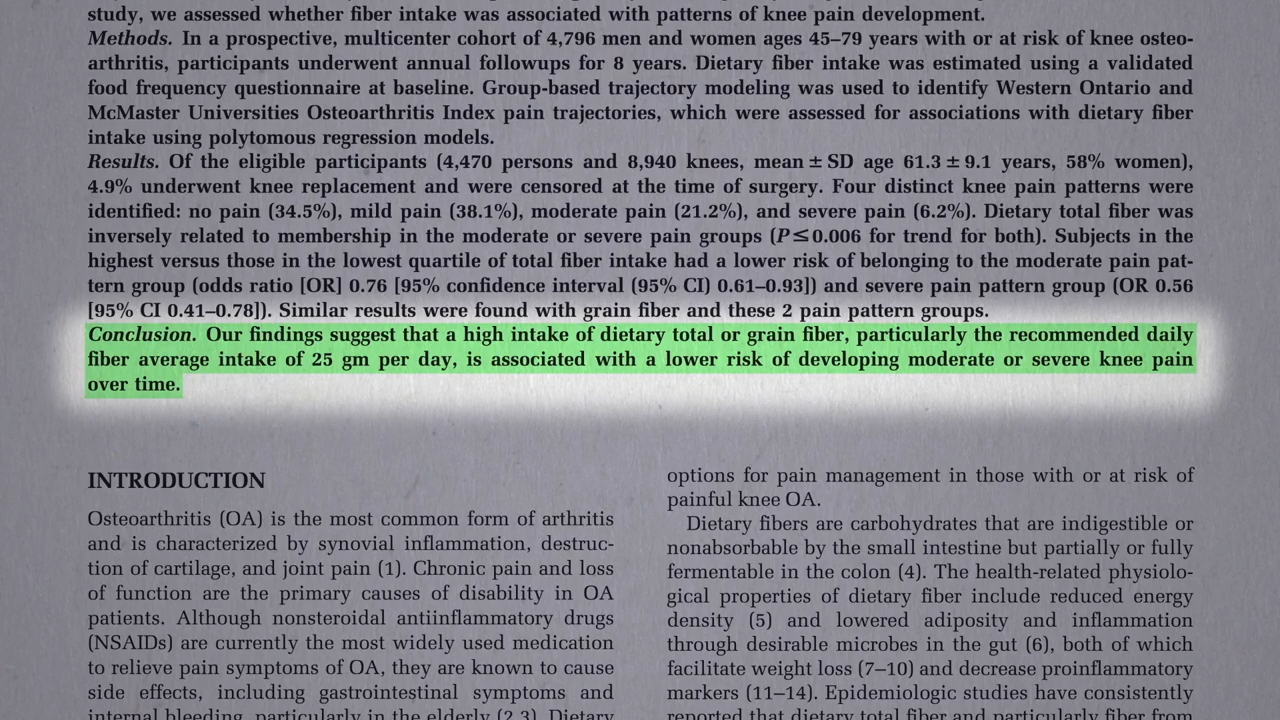 study, we assessed whether fiber intake was associated with patterns of knee pain development.
Methods. In a prospective, multicenter cohort of 4,796 men and women ages 45–79 years with or at risk of knee osteo-
arthritis, participants underwent annual followups for 8 years. Dietary fiber intake was estimated using a validated
food frequency questionnaire at baseline. Group-based trajectory modeling was used to identify Western Ontario and
McMaster Universities Osteoarthritis Index pain trajectories, which were assessed for associations with dietary fiber
intake using polytomous regression models.
Results. Of the eligible participants (4,470 persons and 8,940 knees, mean ± SD age 61.3 ± 9.1 years, 58% women),
4.9% underwent knee replacement and were censored at the time of surgery. Four distinct knee pain patterns were
identified: no pain (34.5%), mild pain (38.1%), moderate pain (21.2%), and severe pain (6.2%). Dietary total fiber was
inversely related to membership in the moderate or severe pain groups (P ≤ 0.006 for trend for both). Subjects in the
highest versus those in the lowest quartile of total fiber intake had a lower risk of belonging to the moderate pain pat-
tern group (odds ratio [OR] 0.76 [95% confidence interval (95% CI) 0.61–0.93]) and severe pain pattern group (OR 0.56
[95% CI 0.41–0.78]). Similar results were found with grain fiber and these 2 pain pattern groups.
Conclusion. Our findings suggest that a high intake of dietary total or grain fiber, particularly the recommended daily
fiber average intake of 25 gm per day, is associated with a lower risk of developing moderate or severe knee pain
over time.
INTRODUCTION
Osteoarthritis (OA) is the most common form of arthritis
and is characterized by synovial inflammation, destruc-
tion of cartilage, and joint pain (1). Chronic pain and loss
of function are the primary causes of disability in OA
patients. Although nonsteroidal antiinflammatory drugs
(NSAIDs) are currently the most widely used medication
to relieve pain symptoms of OA, they are known to cause
side effects, including gastrointestinal symptoms and
internal bleeding, particularly in the elderly (2,3). Dietary
options for pain management in those with or at risk of
painful knee OA.
Dietary fibers are carbohydrates that are indigestible or
nonabsorbable by the small intestine but partially or fully
fermentable in the colon (4). The health-related physiolo-
gical properties of dietary fiber include reduced energy
density (5) and lowered adiposity and inflammation
through desirable microbes in the gut (6), both of which
facilitate weight loss (7–10) and decrease proinflammatory
markers (11–14). Epidemiologic studies have consistently
reported that dietary total fiber and particularly fiber from